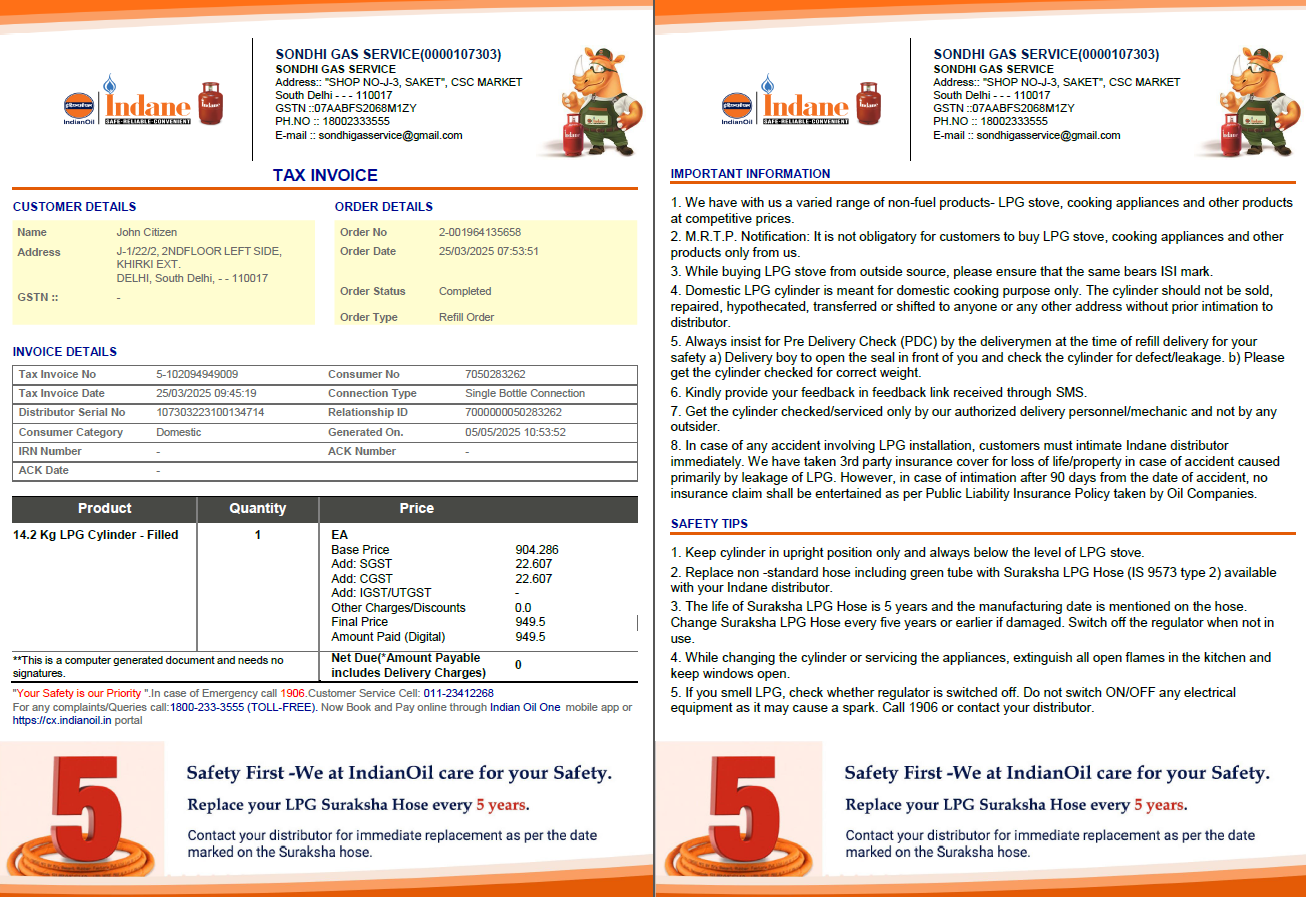 इंडियनऑयल
IndianOil
Indane
SAFE•RELIABLE•CONVENIENT
Indane
SONDHI GAS SERVICE(0000107303)
SONDHI GAS SERVICE
Address:: "SHOP NO-J-3, SAKET", CSC MARKET
South Delhi - - - 110017
GSTN ::07AABFS2068M1ZY
PH.NO :: 18002333555
E-mail :: sondhigasservice@gmail.com
Indane
TAX INVOICE
CUSTOMER DETAILS
Name John Citizen
Address J-1/22/2, 2NDFLOOR LEFT SIDE,
KHIRKI EXT.
DELHI, South Delhi, - - 110017
GSTN :: -
ORDER DETAILS
Order No 2-001964135658
Order Date 25/03/2025 07:53:51
Order Status Completed
Order Type Refill Order
INVOICE DETAILS
Tax Invoice No 5-102094949009 Consumer No 7050283262
Tax Invoice Date 25/03/2025 09:45:19 Connection Type Single Bottle Connection
Distributor Serial No 107303223100134714 Relationship ID 7000000050283262
Consumer Category Domestic Generated On. 05/05/2025 10:53:52
IRN Number - ACK Number -
ACK Date -
Product Quantity Price
14.2 Kg LPG Cylinder - Filled 1 EA
Base Price 904.286
Add: SGST 22.607
Add: CGST 22.607
Add: IGST/UTGST -
Other Charges/Discounts 0.0
Final Price 949.5
Amount Paid (Digital) 949.5
**This is a computer generated document and needs no
signatures.
Net Due(*Amount Payable
includes Delivery Charges) 0
"Your Safety is our Priority ".In case of Emergency call 1906.Customer Service Cell: 011-23412268
For any complaints/Queries call:1800-233-3555 (TOLL-FREE). Now Book and Pay online through Indian Oil One mobile app or
https://cx.indianoil.in portal
5
Safety First -We at IndianOil care for your Safety.
Replace your LPG Suraksha Hose every 5 years.
Contact your distributor for immediate replacement as per the date
marked on the Suraksha hose.
इंडियनऑयल
IndianOil
Indane
SAFE•RELIABLE•CONVENIENT
Indane
SONDHI GAS SERVICE(0000107303)
SONDHI GAS SERVICE
Address:: "SHOP NO-J-3, SAKET", CSC MARKET
South Delhi - - - 110017
GSTN ::07AABFS2068M1ZY
PH.NO :: 18002333555
E-mail :: sondhigasservice@gmail.com
Indane
IMPORTANT INFORMATION
1. We have with us a varied range of non-fuel products- LPG stove, cooking appliances and other products
at competitive prices.
2. M.R.T.P. Notification: It is not obligatory for customers to buy LPG stove, cooking appliances and other
products only from us.
3. While buying LPG stove from outside source, please ensure that the same bears ISI mark.
4. Domestic LPG cylinder is meant for domestic cooking purpose only. The cylinder should not be sold,
repaired, hypothecated, transferred or shifted to anyone or any other address without prior intimation to
distributor.
5. Always insist for Pre Delivery Check (PDC) by the deliverymen at the time of refill delivery for your
safety a) Delivery boy to open the seal in front of you and check the cylinder for defect/leakage. b) Please
get the cylinder checked for correct weight.
6. Kindly provide your feedback in feedback link received through SMS.
7. Get the cylinder checked/serviced only by our authorized delivery personnel/mechanic and not by any
outsider.
8. In case of any accident involving LPG installation, customers must intimate Indane distributor
immediately. We have taken 3rd party insurance cover for loss of life/property in case of accident caused
primarily by leakage of LPG. However, in case of intimation after 90 days from the date of accident, no
insurance claim shall be entertained as per Public Liability Insurance Policy taken by Oil Companies.
SAFETY TIPS
1. Keep cylinder in upright position only and always below the level of LPG stove.
2. Replace non -standard hose including green tube with Suraksha LPG Hose (IS 9573 type 2) available
with your Indane distributor.
3. The life of Suraksha LPG Hose is 5 years and the manufacturing date is mentioned on the hose.
Change Suraksha LPG Hose every five years or earlier if damaged. Switch off the regulator when not in
use.
4. While changing the cylinder or servicing the appliances, extinguish all open flames in the kitchen and
keep windows open.
5. If you smell LPG, check whether regulator is switched off. Do not switch ON/OFF any electrical
equipment as it may cause a spark. Call 1906 or contact your distributor.
5
Safety First -We at IndianOil care for your Safety.
Replace your LPG Suraksha Hose every 5 years.
Contact your distributor for immediate replacement as per the date
marked on the Suraksha hose.